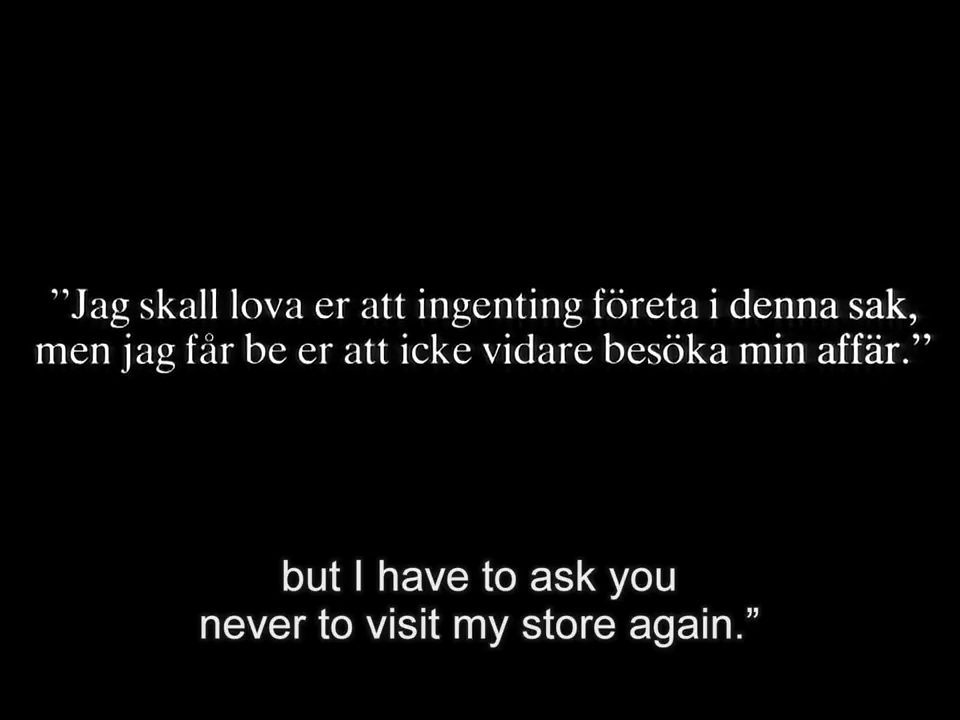 ”Jag skall lova er att ingenting företa i denna sak,
men jag får be er att icke vidare besöka min affär.”
but I have to ask you
never to visit my store again.”